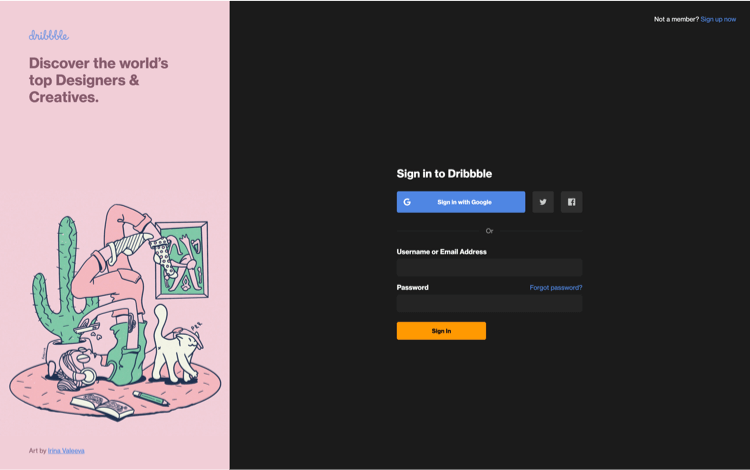 dribbble
Discover the world's
top Designers &
Creatives.
Art by Irina Valeeva
Not a member? Sign up now
Sign in to Dribbble
Sign in with Google
Or
Username or Email Address
Password Forgot password?
Sign In